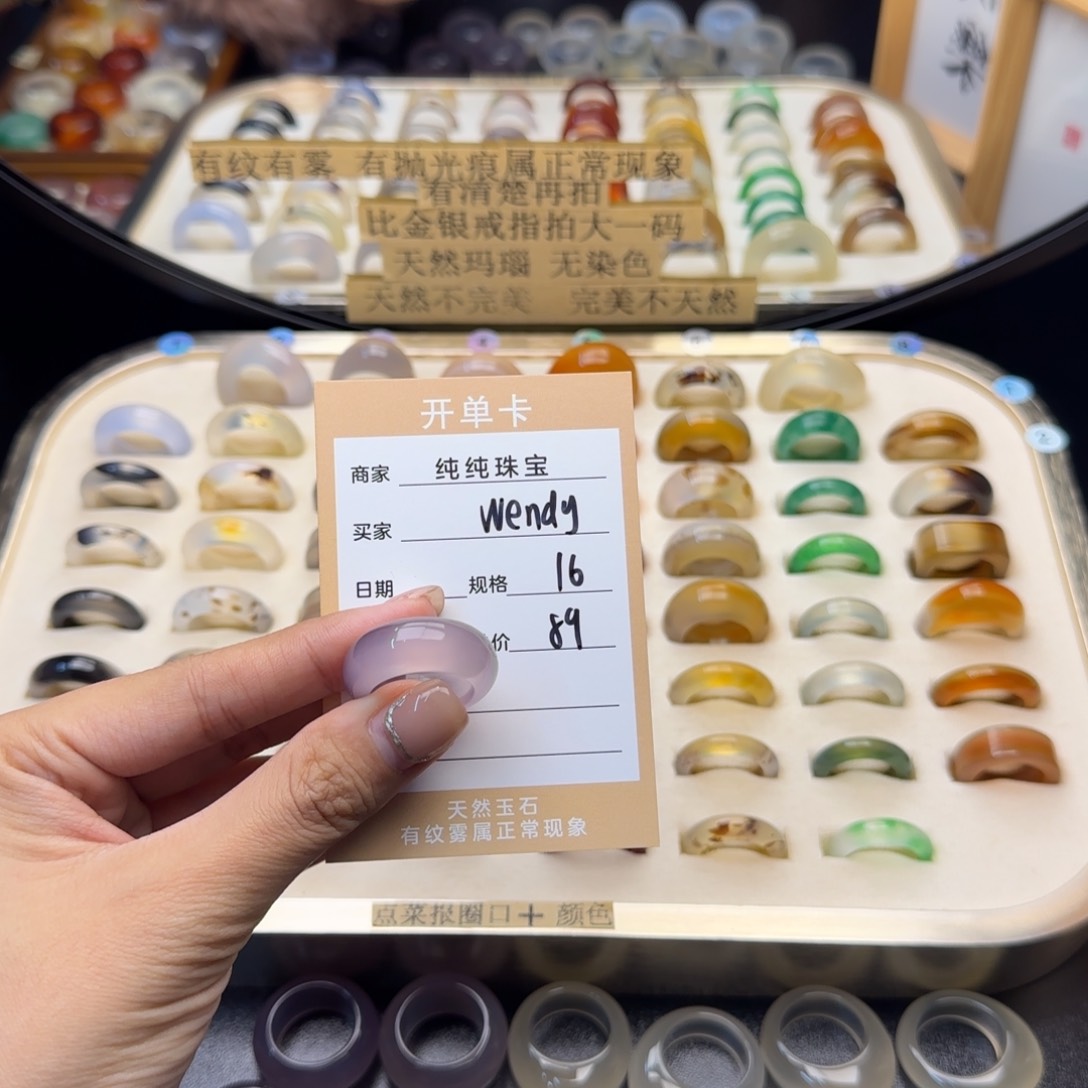 有纹有雾 有抛光痕属正常现象
看清楚再拍
比金银戒指拍大一码
天然玛瑙 无染色
天然不完美 完美不天然
开单卡
商家 纯纯珠宝
买家 Wendy
日期 规格 16
价 89
天然玉石
有纹雾属正常现象
点菜报圈口+颜色